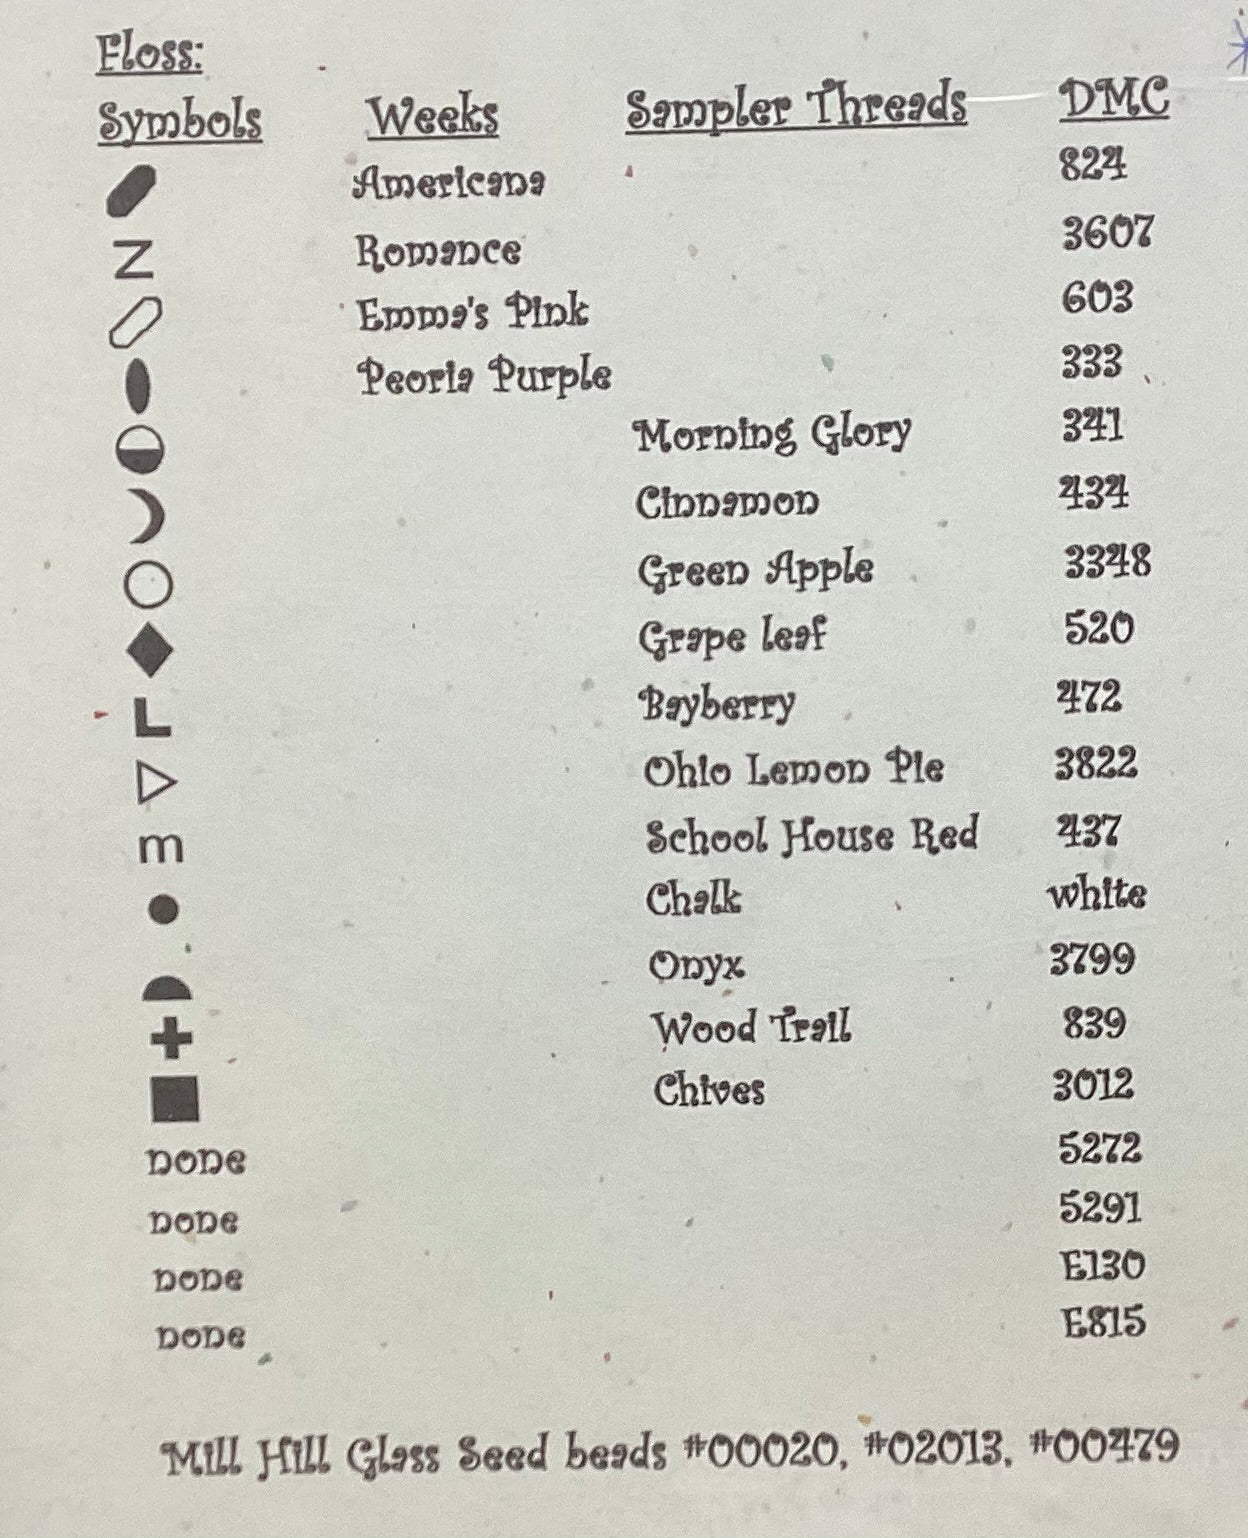 Floss:
Symbols Weeks Sampler Threads DMC
Americana 824
Z Romance 3607
Emma's Pink 603
Peoria Purple 333
Morning Glory 341
Cinnamon 434
Green Apple 3348
Grape leaf 520
L Bayberry 472
Ohio Lemon Pie 3822
m School House Red 437
Chalk white
Onyx 3799
Wood Trail 839
Chives 3012
none 5272
none 5291
none E130
none E815
Mill Hill Glass Seed beads #00020, #02013, #00479